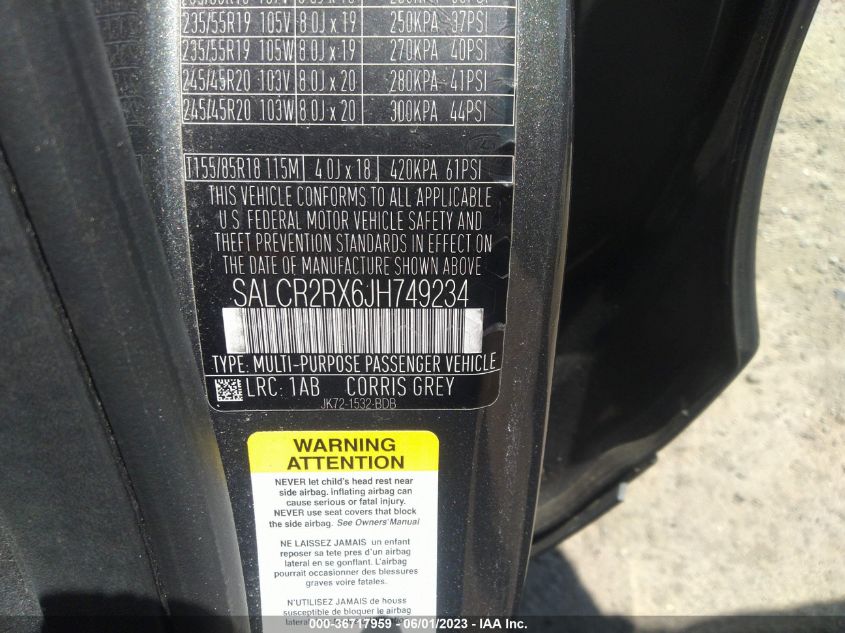 235/55R19 105V 8.0J x 19 250KPA 37PSI
235/55R19 105W 8.0J x 19 270KPA 40PSI
245/45R20 103V 8.0J x 20 280KPA 41PSI
245/45R20 103W 8.0J x 20 300KPA 44PSI
T155/85R18 115M 4.0J x 18 420KPA 61PSI
THIS VEHICLE CONFORMS TO ALL APPLICABLE
U.S. FEDERAL MOTOR VEHICLE SAFETY AND
THEFT PREVENTION STANDARDS IN EFFECT ON
THE DATE OF MANUFACTURE SHOWN ABOVE
SALCR2RX6JH749234
TYPE: MULTI-PURPOSE PASSENGER VEHICLE
LRC: 1AB CORRIS GREY
JK72-1532-BDB
WARNING
ATTENTION
NEVER let child's head rest near
side airbag. inflating airbag can
cause serious or fatal injury.
NEVER use seat covers that block
the side airbag. See Owners' Manual
NE LAISSEZ JAMAIS un enfant
reposer sa tete pres d'un airbag
lateral en se gonflant. L'airbag
pourrait occasionner des blessures
graves voire fatales.
N'UTILISEZ JAMAIS de houss
susceptible de bloquer le airbag
000-36717959 - 06/01/2023 - IAA Inc.